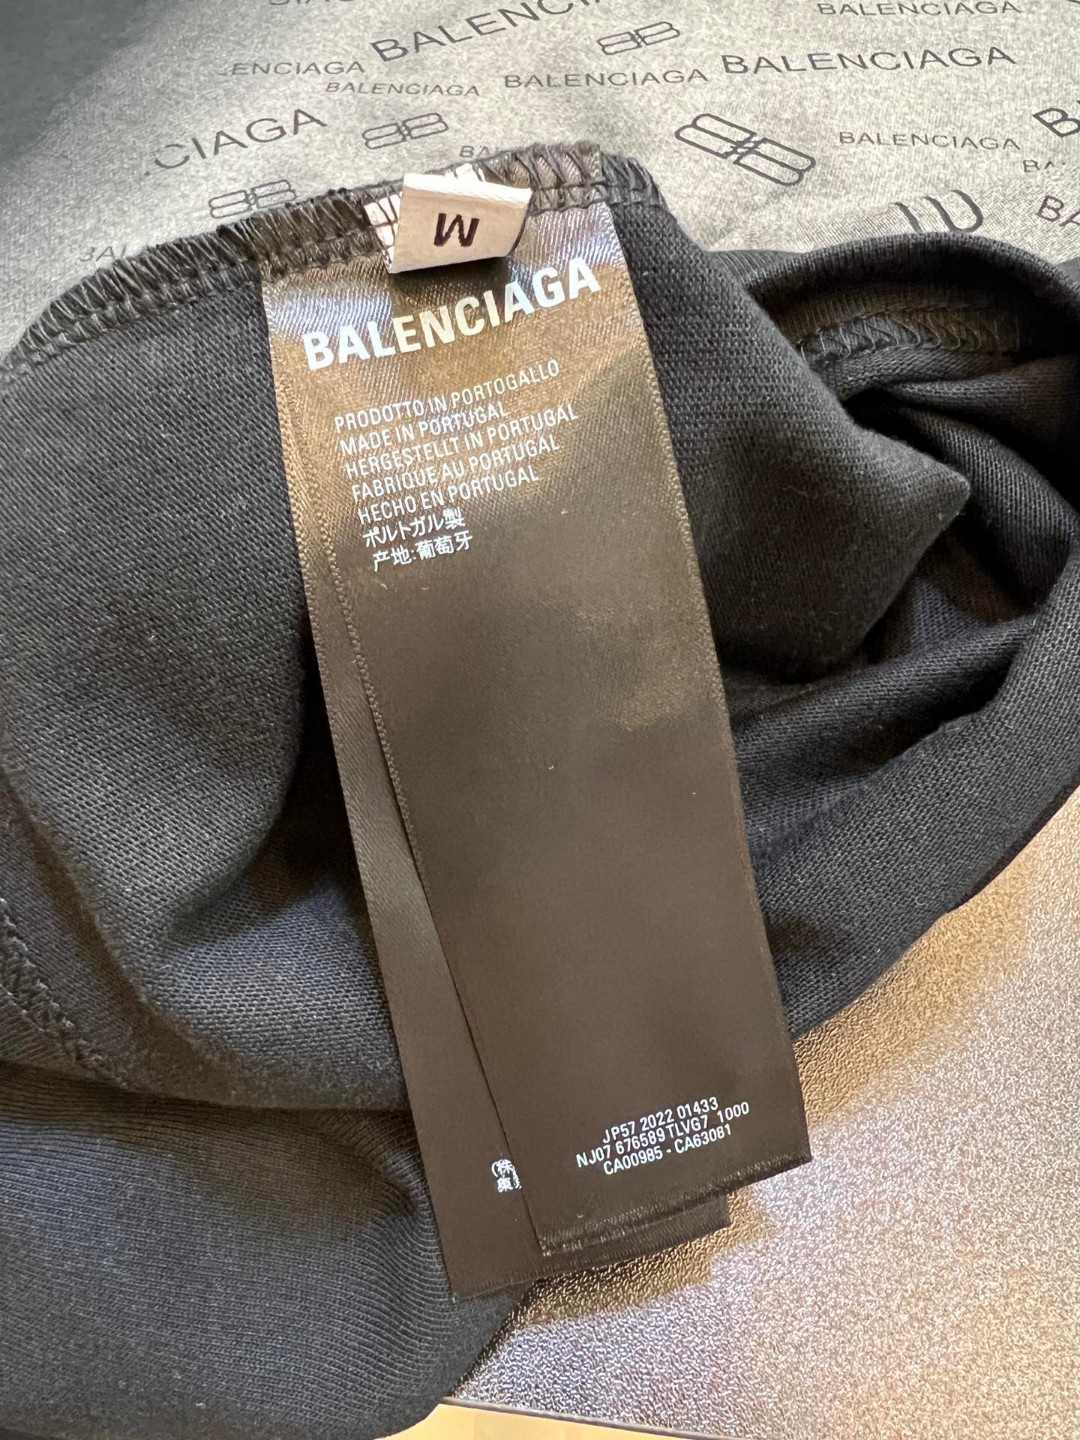 BALENCIAGA
BALENCIAGA
BALENCIAGA
BALENCIAGA
BALENCIAGA
BALENCIAGA
M
BALENCIAGA
PRODOTTO IN PORTOGALLO
MADE IN PORTUGAL
HERGESTELLT IN PORTUGAL
FABRIQUE AU PORTUGAL
HECHO EN PORTUGAL
ポルトガル製
产地:葡萄牙
JP57 2022 01433
NJ07 676589 TLVG7 1000
CA00985 - CA63081
(株
東